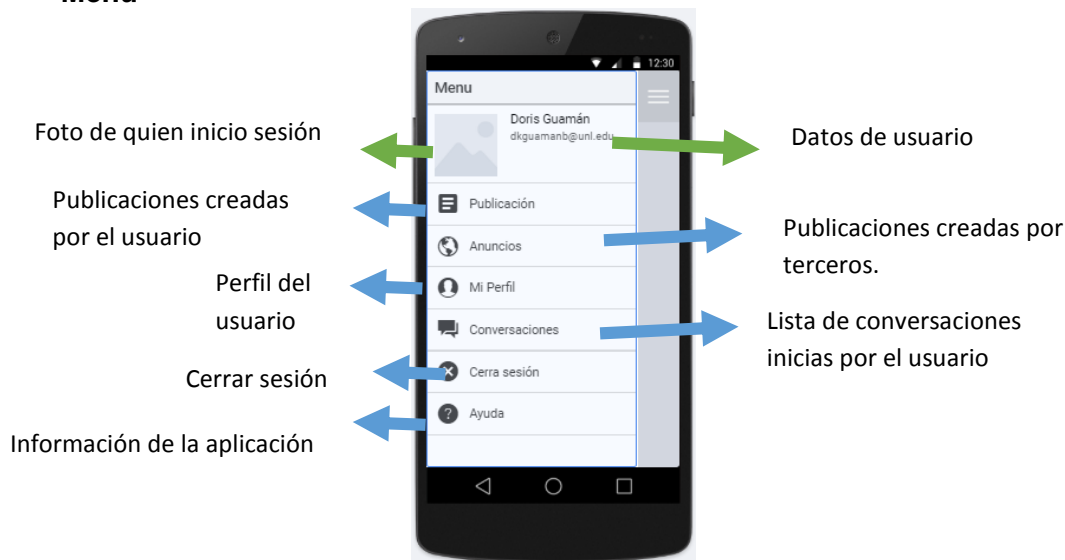 Menu
12:30
Menu
Doris Guamán
dkguamanb@unl.edu
Foto de quien inicio sesión
Datos de usuario
Publicaciones creadas
por el usuario
Publicación
Anuncios
Publicaciones creadas por
terceros.
Perfil del
usuario
Mi Perfil
Conversaciones
Lista de conversaciones
inicias por el usuario
Cerrar sesión
Cerra sesión
Ayuda
Información de la aplicación